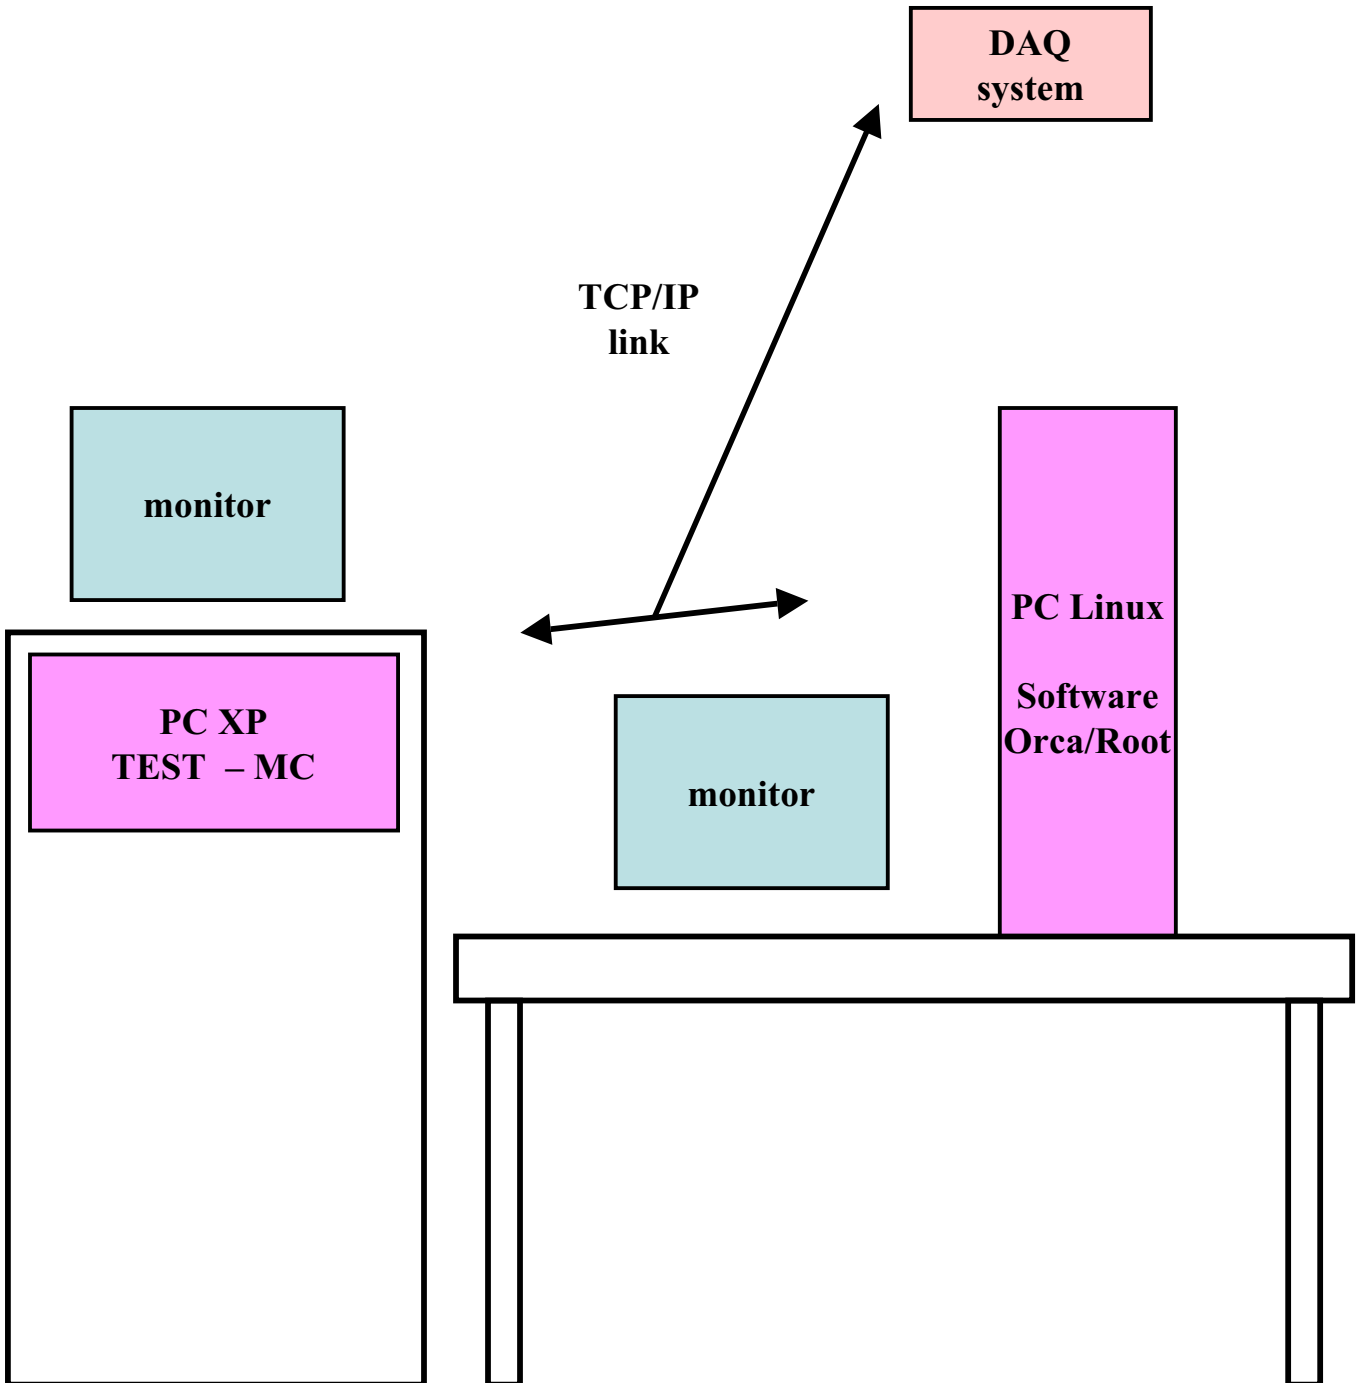 DAQ
system
TCP/IP
link
monitor
PC XP
TEST – MC
monitor
PC Linux
Software
Orca/Root